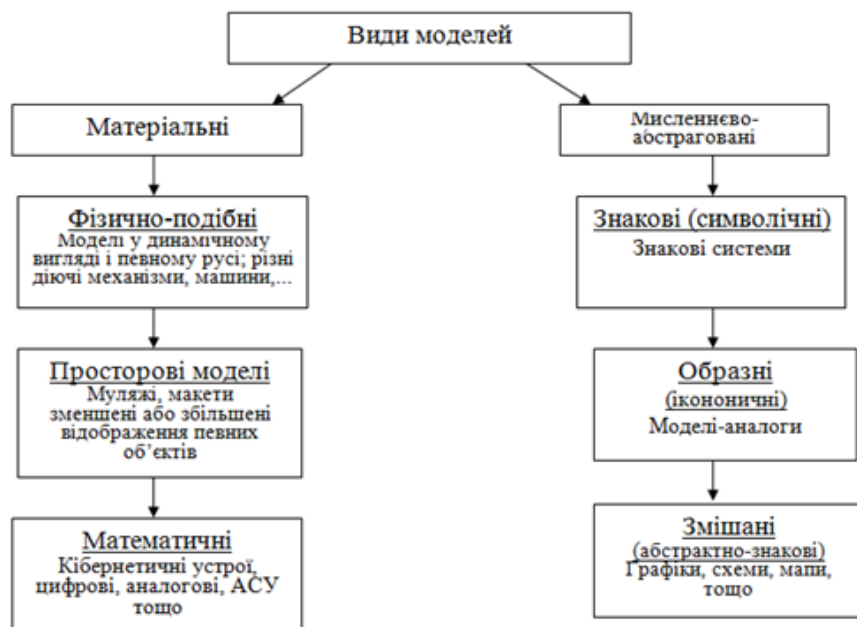 Види моделей
Матеріальні
Мисленнєво-
абстраговані
Фізично-подібні
Моделі у динамічному
вигляді і певному русі; різні
діючі механізми, машини,...
Знакові (символічні)
Знакові системи
Просторові моделі
Муляжі, макети
зменшені або збільшені
відображення певних
об’єктів
Образні
(ікононичні)
Моделі-аналоги
Математичні
Кібернетичні устрої,
цифрові, аналогові, АСУ
тощо
Змішані
(абстрактно-знакові)
Графіки, схеми, мапи,
тощо